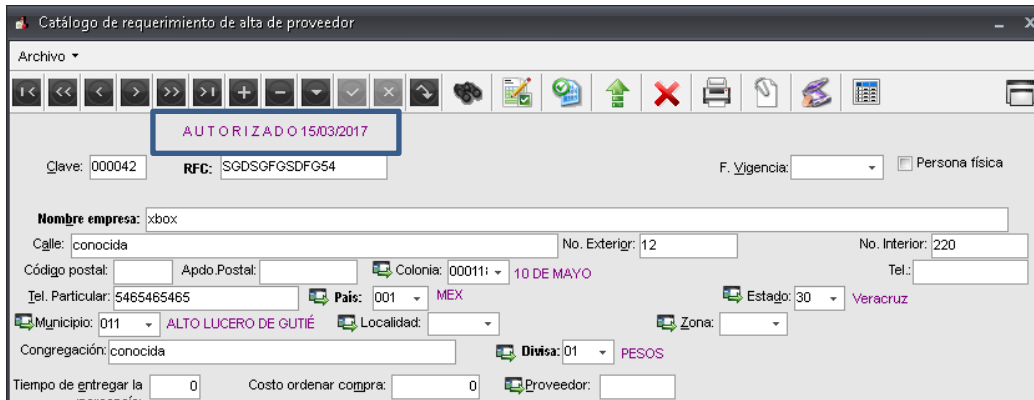 Catálogo de requerimiento de alta de proveedor
Archivo
A U T O R I Z A D O 15/03/2017
Clave: 000042 RFC: SGDSGFGSDFG54 F. Vigencia: Persona física
Nombre empresa: xbox
Calle: conocida No. Exterior: 12 No. Interior: 220
Código postal: Apdo.Postal: Colonia: 00011 10 DE MAYO Tel.:
Tel. Particular: 5465465465 País: 001 MEX Estado: 30 Veracruz
Municipio: 011 ALTO LUCERO DE GUTIÉ Localidad: Zona:
Congregación: conocida Divisa: 01 PESOS
Tiempo de entregar la 0 Costo ordenar compra: 0 Proveedor: